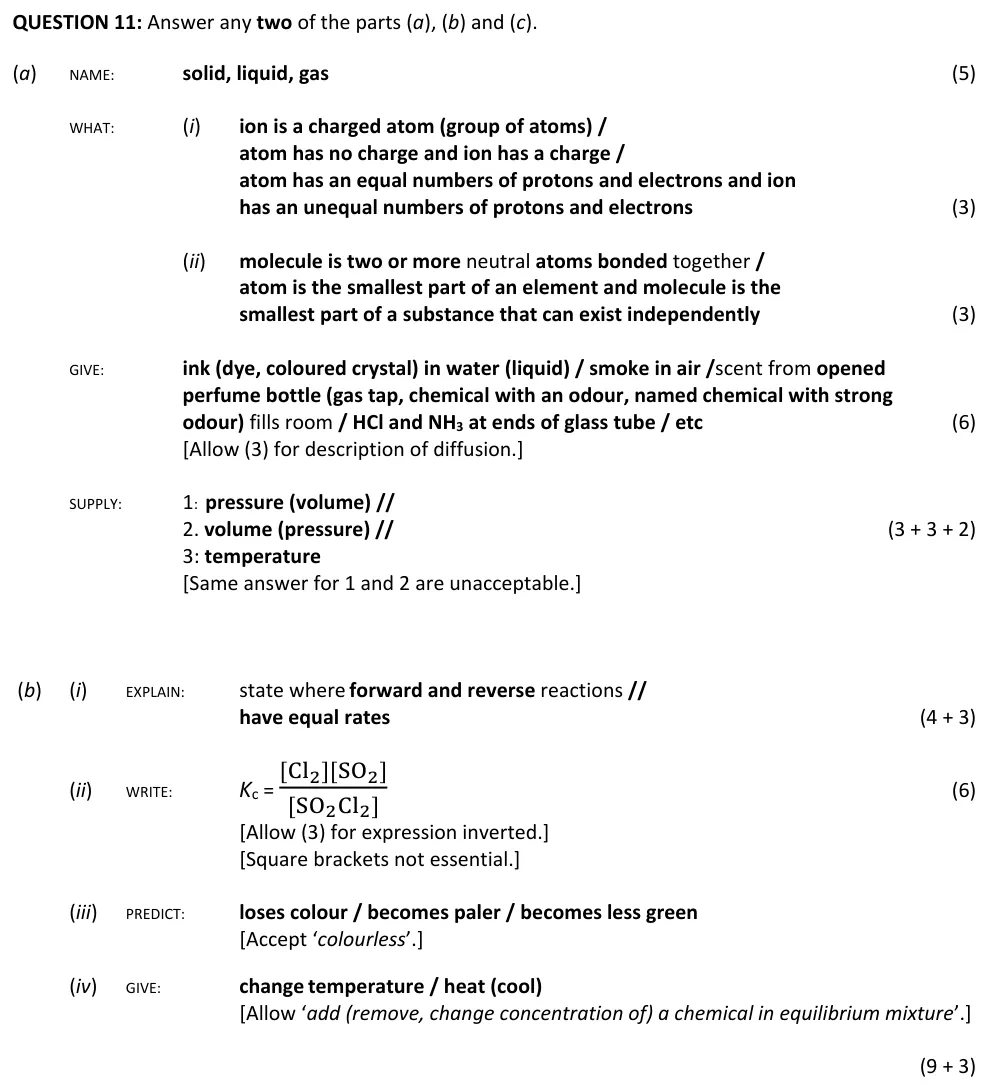 QUESTION 11: Answer any two of the parts (a), (b) and (c).
(a) NAME: solid, liquid, gas (5)
WHAT: (i) ion is a charged atom (group of atoms) /
atom has no charge and ion has a charge /
atom has an equal numbers of protons and electrons and ion
has an unequal numbers of protons and electrons (3)
(ii) molecule is two or more neutral atoms bonded together /
atom is the smallest part of an element and molecule is the
smallest part of a substance that can exist independently (3)
GIVE: ink (dye, coloured crystal) in water (liquid) / smoke in air /scent from opened
perfume bottle (gas tap, chemical with an odour, named chemical with strong
odour) fills room / HCl and NH₃ at ends of glass tube / etc (6)
[Allow (3) for description of diffusion.]
SUPPLY: 1: pressure (volume) //
2. volume (pressure) // (3 + 3 + 2)
3: temperature
[Same answer for 1 and 2 are unacceptable.]
(b) (i) EXPLAIN: state where forward and reverse reactions //
have equal rates (4 + 3)
(ii) WRITE: Kc = [Cl₂][SO₂] / [SO₂Cl₂] (6)
[Allow (3) for expression inverted.]
[Square brackets not essential.]
(iii) PREDICT: loses colour / becomes paler / becomes less green
[Accept ‘colourless’.]
(iv) GIVE: change temperature / heat (cool)
[Allow ‘add (remove, change concentration of) a chemical in equilibrium mixture’.]
(9 + 3)